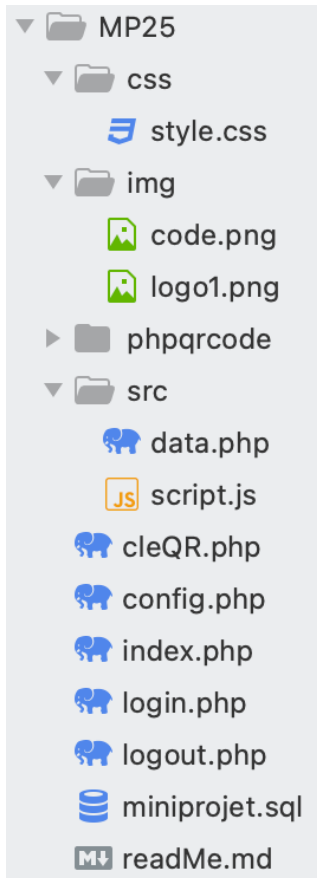 MP25
css
style.css
img
code.png
logo1.png
phpqrcode
src
data.php
JS script.js
cleQR.php
config.php
index.php
login.php
logout.php
miniprojet.sql
M readMe.md